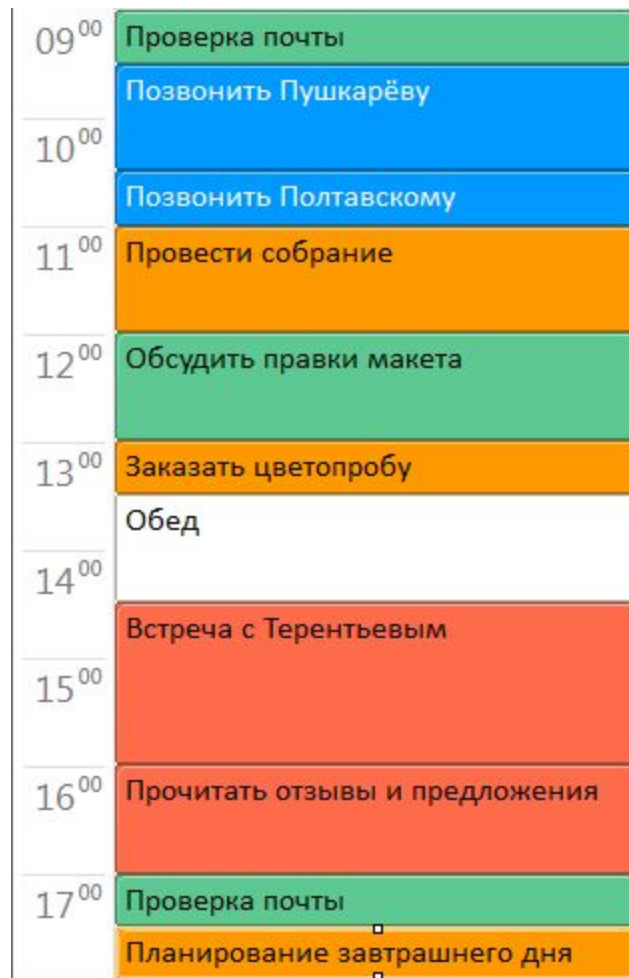 09 00 Проверка почты
Позвонить Пушкарёву
10 00
Позвонить Полтавскому
11 00 Провести собрание
12 00 Обсудить правки макета
13 00 Заказать цветопробу
Обед
14 00
Встреча с Терентьевым
15 00
16 00 Прочитать отзывы и предложения
17 00 Проверка почты
Планирование завтрашнего дня